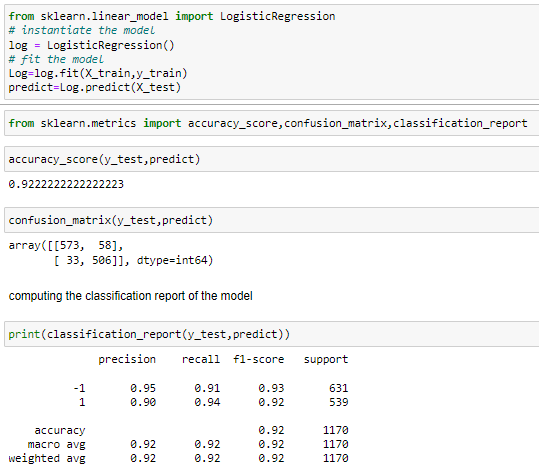 from sklearn.linear_model import LogisticRegression
# instantiate the model
log = LogisticRegression()
# fit the model
Log=log.fit(X_train,y_train)
predict=Log.predict(X_test)
from sklearn.metrics import accuracy_score,confusion_matrix,classification_report
accuracy_score(y_test,predict)
0.9222222222222223
confusion_matrix(y_test,predict)
array([[573,  58],
       [ 33, 506]], dtype=int64)
computing the classification report of the model
print(classification_report(y_test,predict))
              precision    recall  f1-score   support
          -1       0.95      0.91      0.93       631
           1       0.90      0.94      0.92       539
    accuracy                           0.92      1170
   macro avg       0.92      0.92      0.92      1170
weighted avg       0.92      0.92      0.92      1170